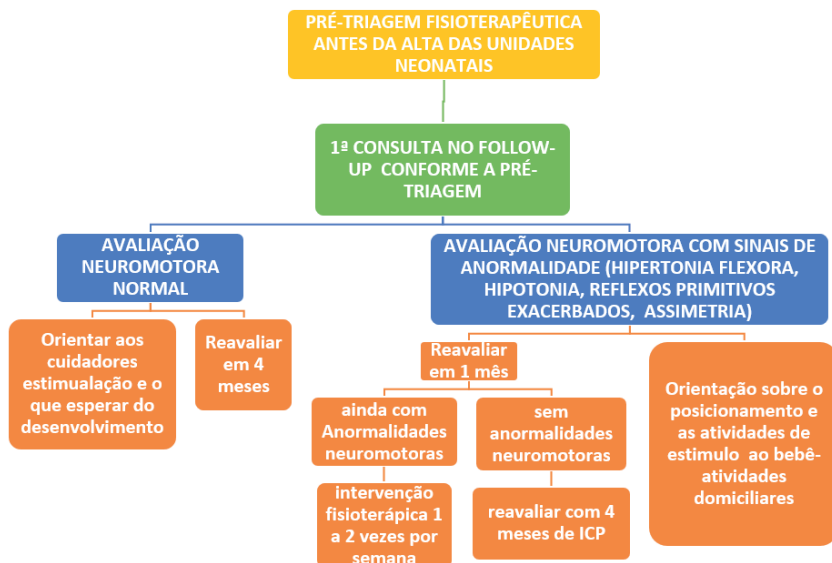 PRÉ-TRIAGEM FISIOTERAPÊUTICA
ANTES DA ALTA DAS UNIDADES
NEONATAIS
1ª CONSULTA NO FOLLOW-
UP CONFORME A PRÉ-
TRIAGEM
AVALIAÇÃO
NEUROMOTORA
NORMAL
Orientar aos
cuidadores
estimualação e o
que esperar do
desenvolvimento
Reavaliar
em 4
meses
AVALIAÇÃO NEUROMOTORA COM SINAIS DE
ANORMALIDADE (HIPERTONIA FLEXORA,
HIPOTONIA, REFLEXOS PRIMITIVOS
EXACERBADOS, ASSIMETRIA)
Reavaliar
em 1 mês
ainda com
Anormalidades
neuromotoras
intervenção
fisioterápica 1
a 2 vezes por
semana
sem
anormalidades
neuromotoras
reavaliar com 4
meses de ICP
Orientação sobre o
posicionamento e
as atividades de
estimulo ao bebê-
atividades
domiciliares